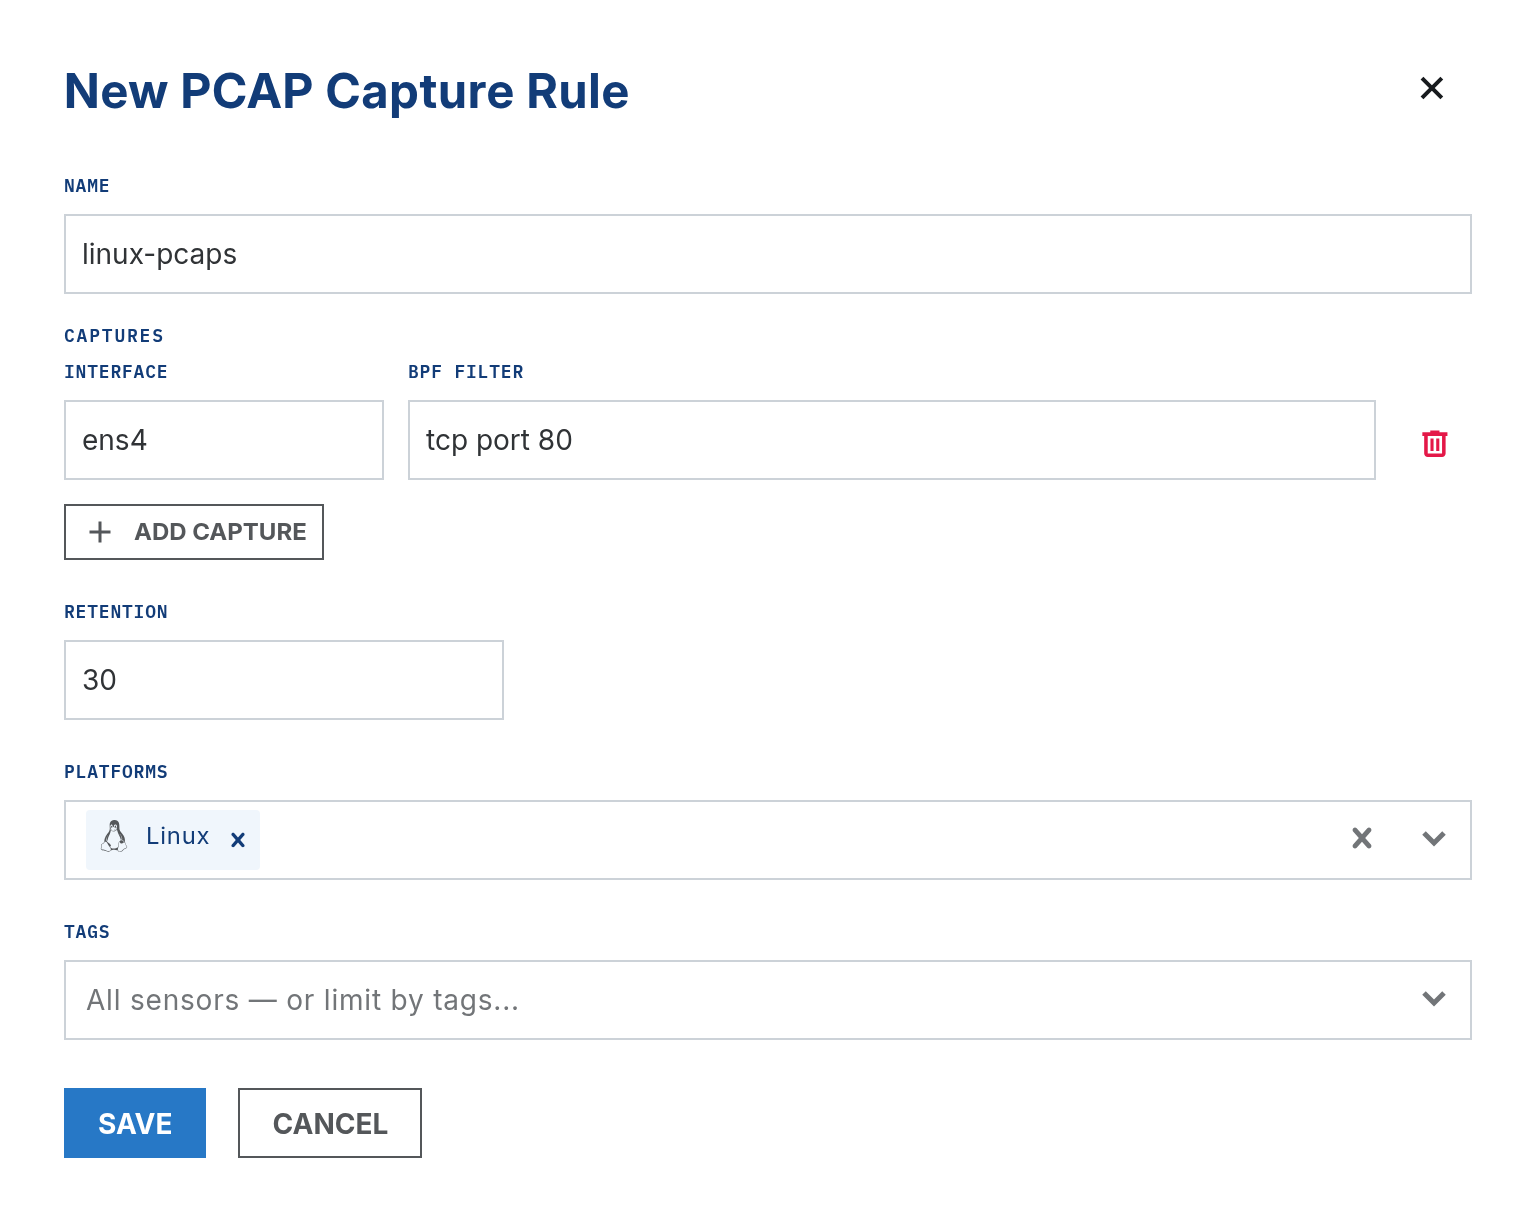 New PCAP Capture Rule
NAME
linux-pcaps
CAPTURES
INTERFACE BPF FILTER
ens4 tcp port 80
ADD CAPTURE
RETENTION
30
PLATFORMS
Linux
TAGS
All sensors — or limit by tags...
SAVE CANCEL